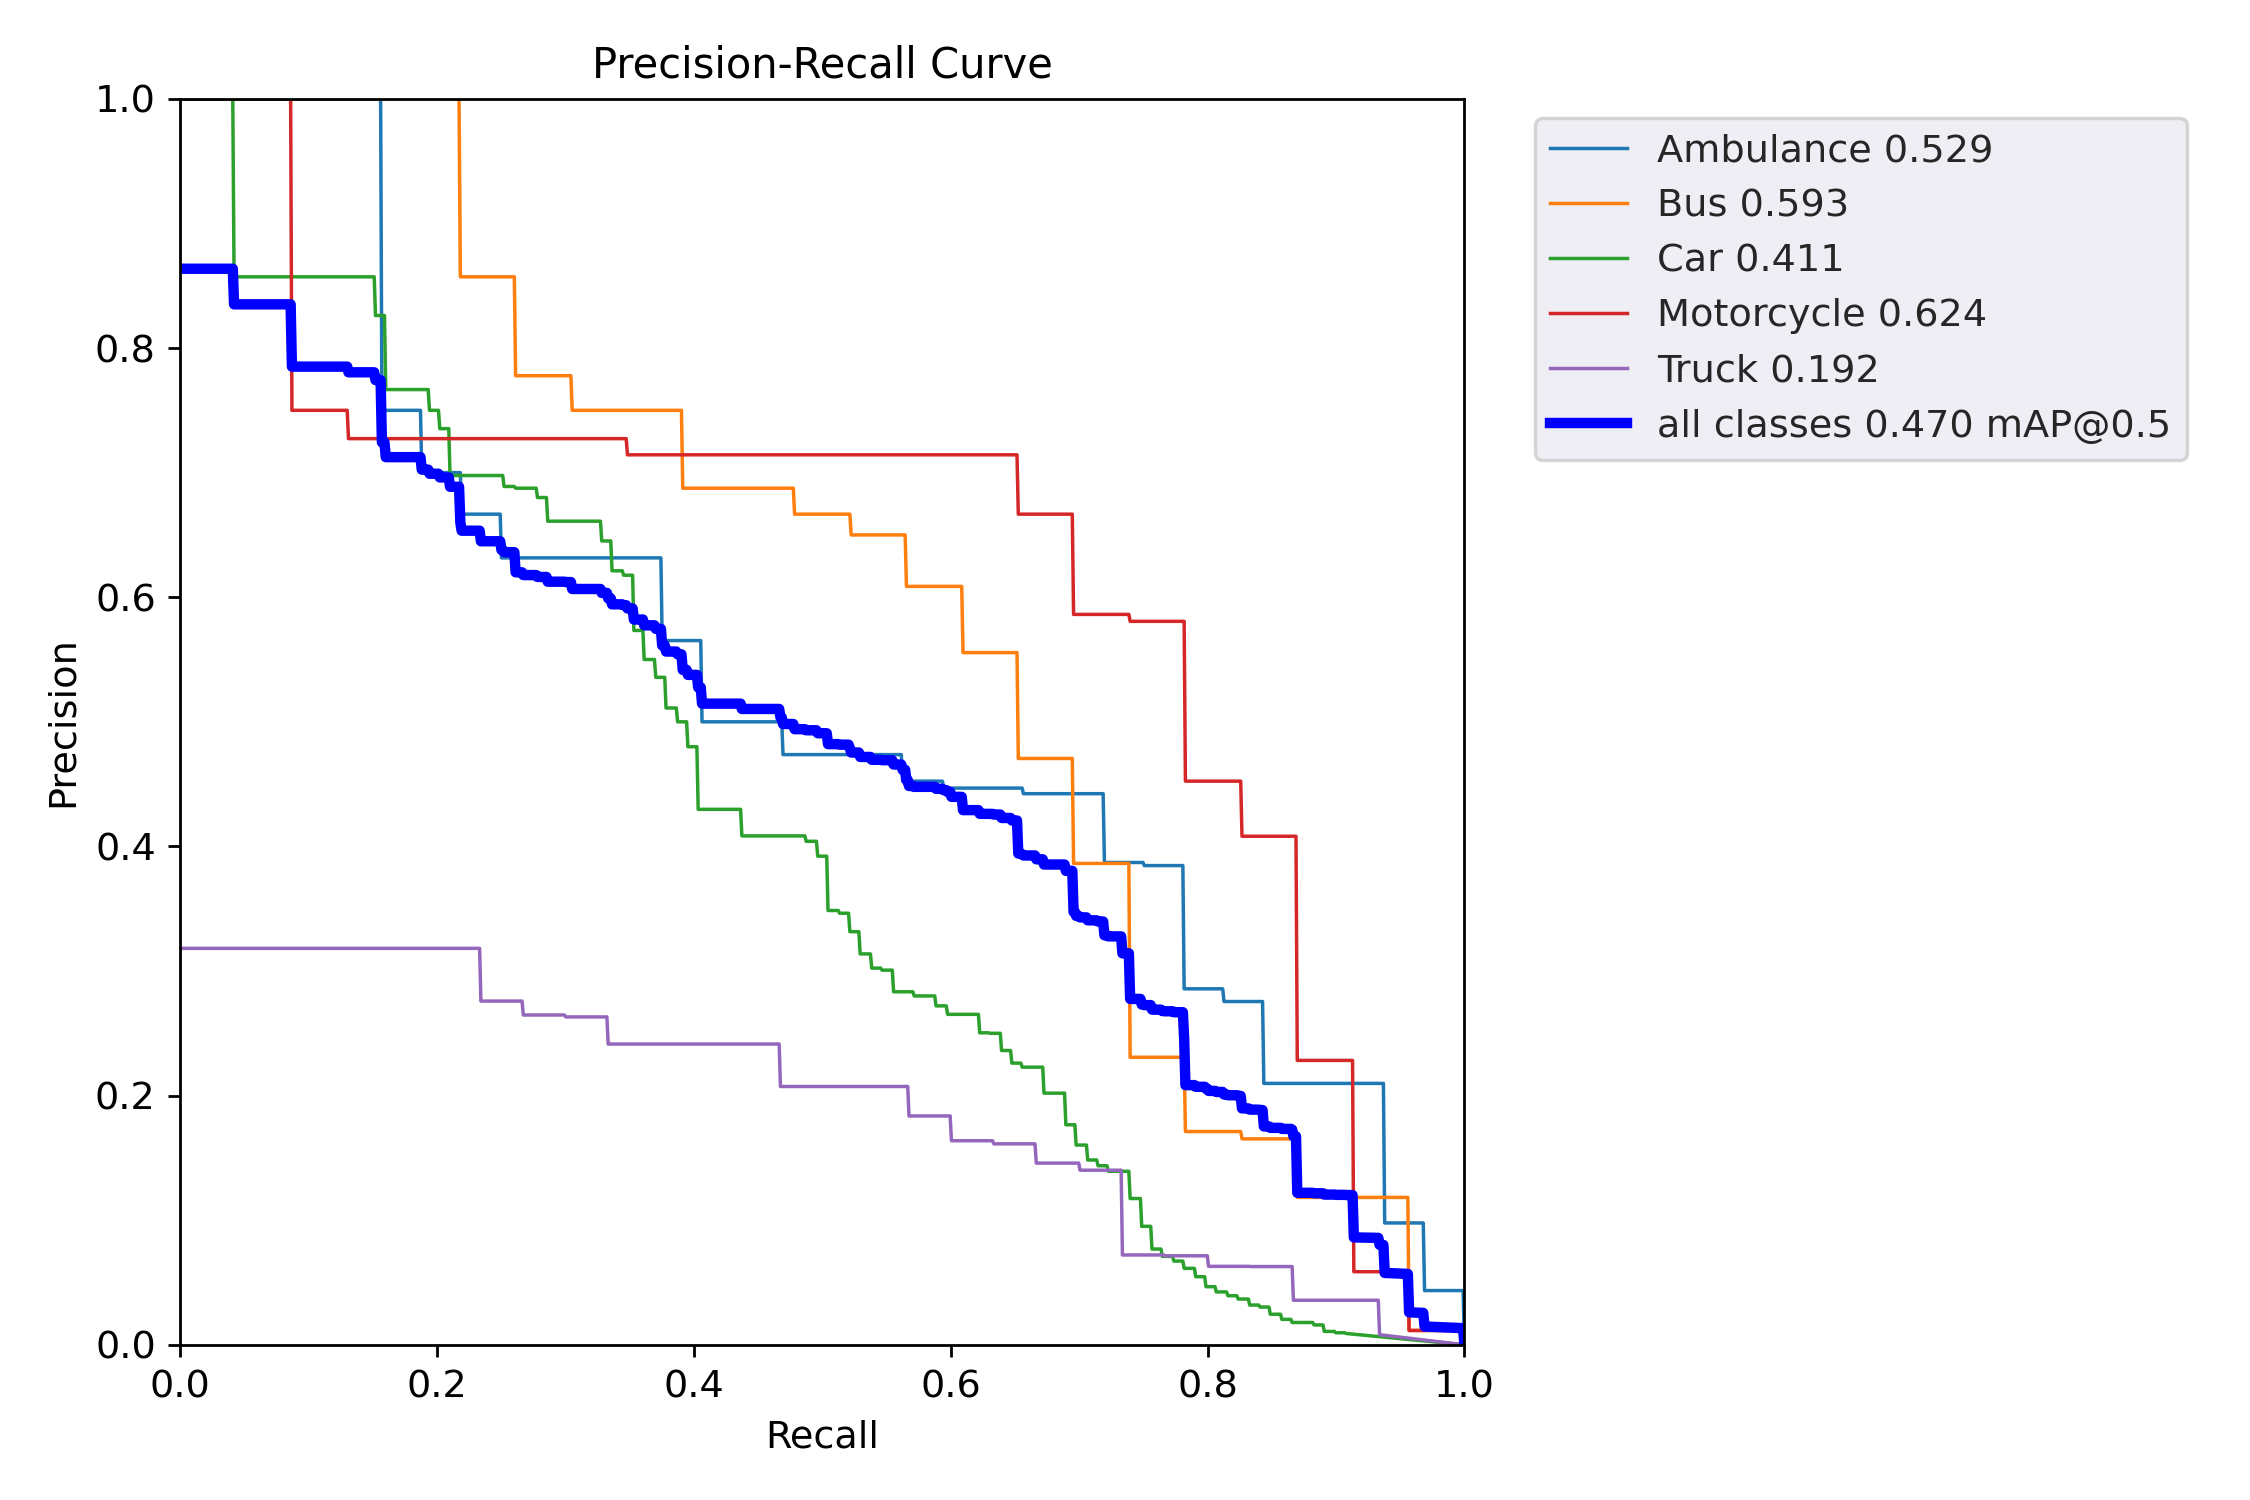 Precision-Recall Curve
1.0
0.8
0.6
0.4
0.2
0.0
Precision
0.0 0.2 0.4 0.6 0.8 1.0
Recall
Ambulance 0.529
Bus 0.593
Car 0.411
Motorcycle 0.624
Truck 0.192
all classes 0.470 mAP@0.5